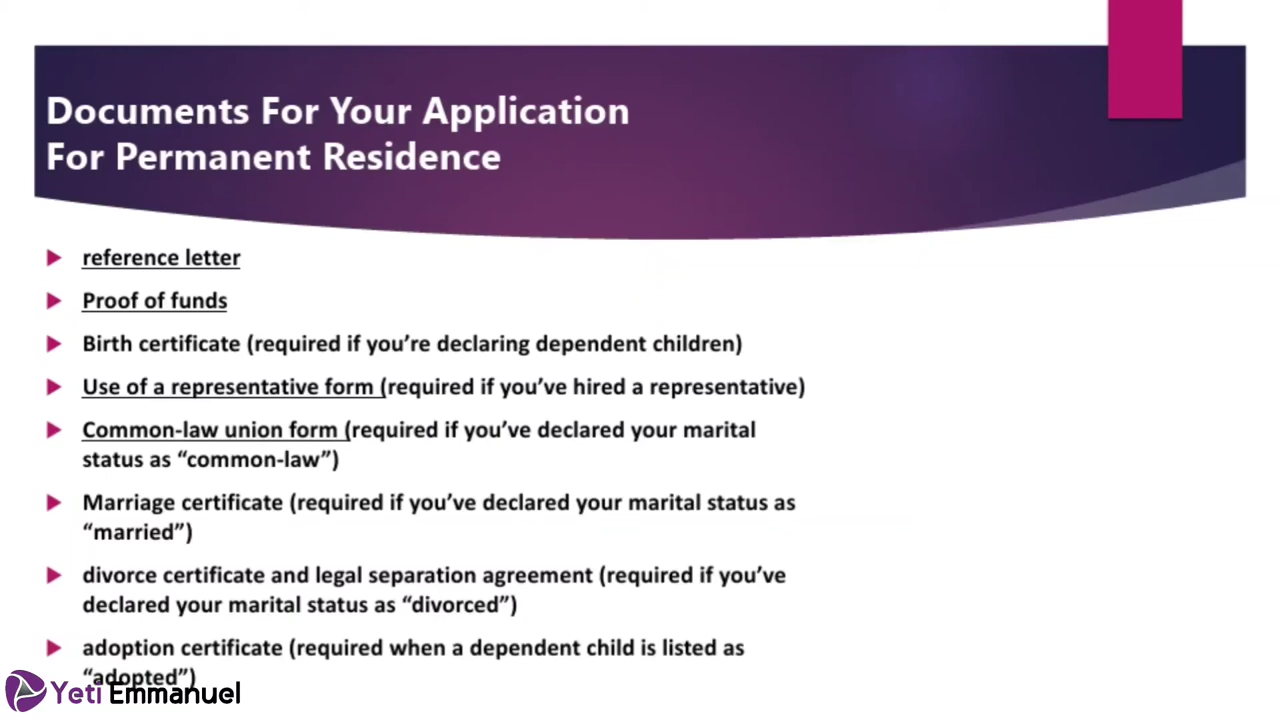 Documents For Your Application
For Permanent Residence
reference letter
Proof of funds
Birth certificate (required if you’re declaring dependent children)
Use of a representative form (required if you’ve hired a representative)
Common-law union form (required if you’ve declared your marital
status as “common-law”)
Marriage certificate (required if you’ve declared your marital status as
“married”)
divorce certificate and legal separation agreement (required if you’ve
declared your marital status as “divorced”)
adoption certificate (required when a dependent child is listed as
“adopted”)
Yeti Emmanuel